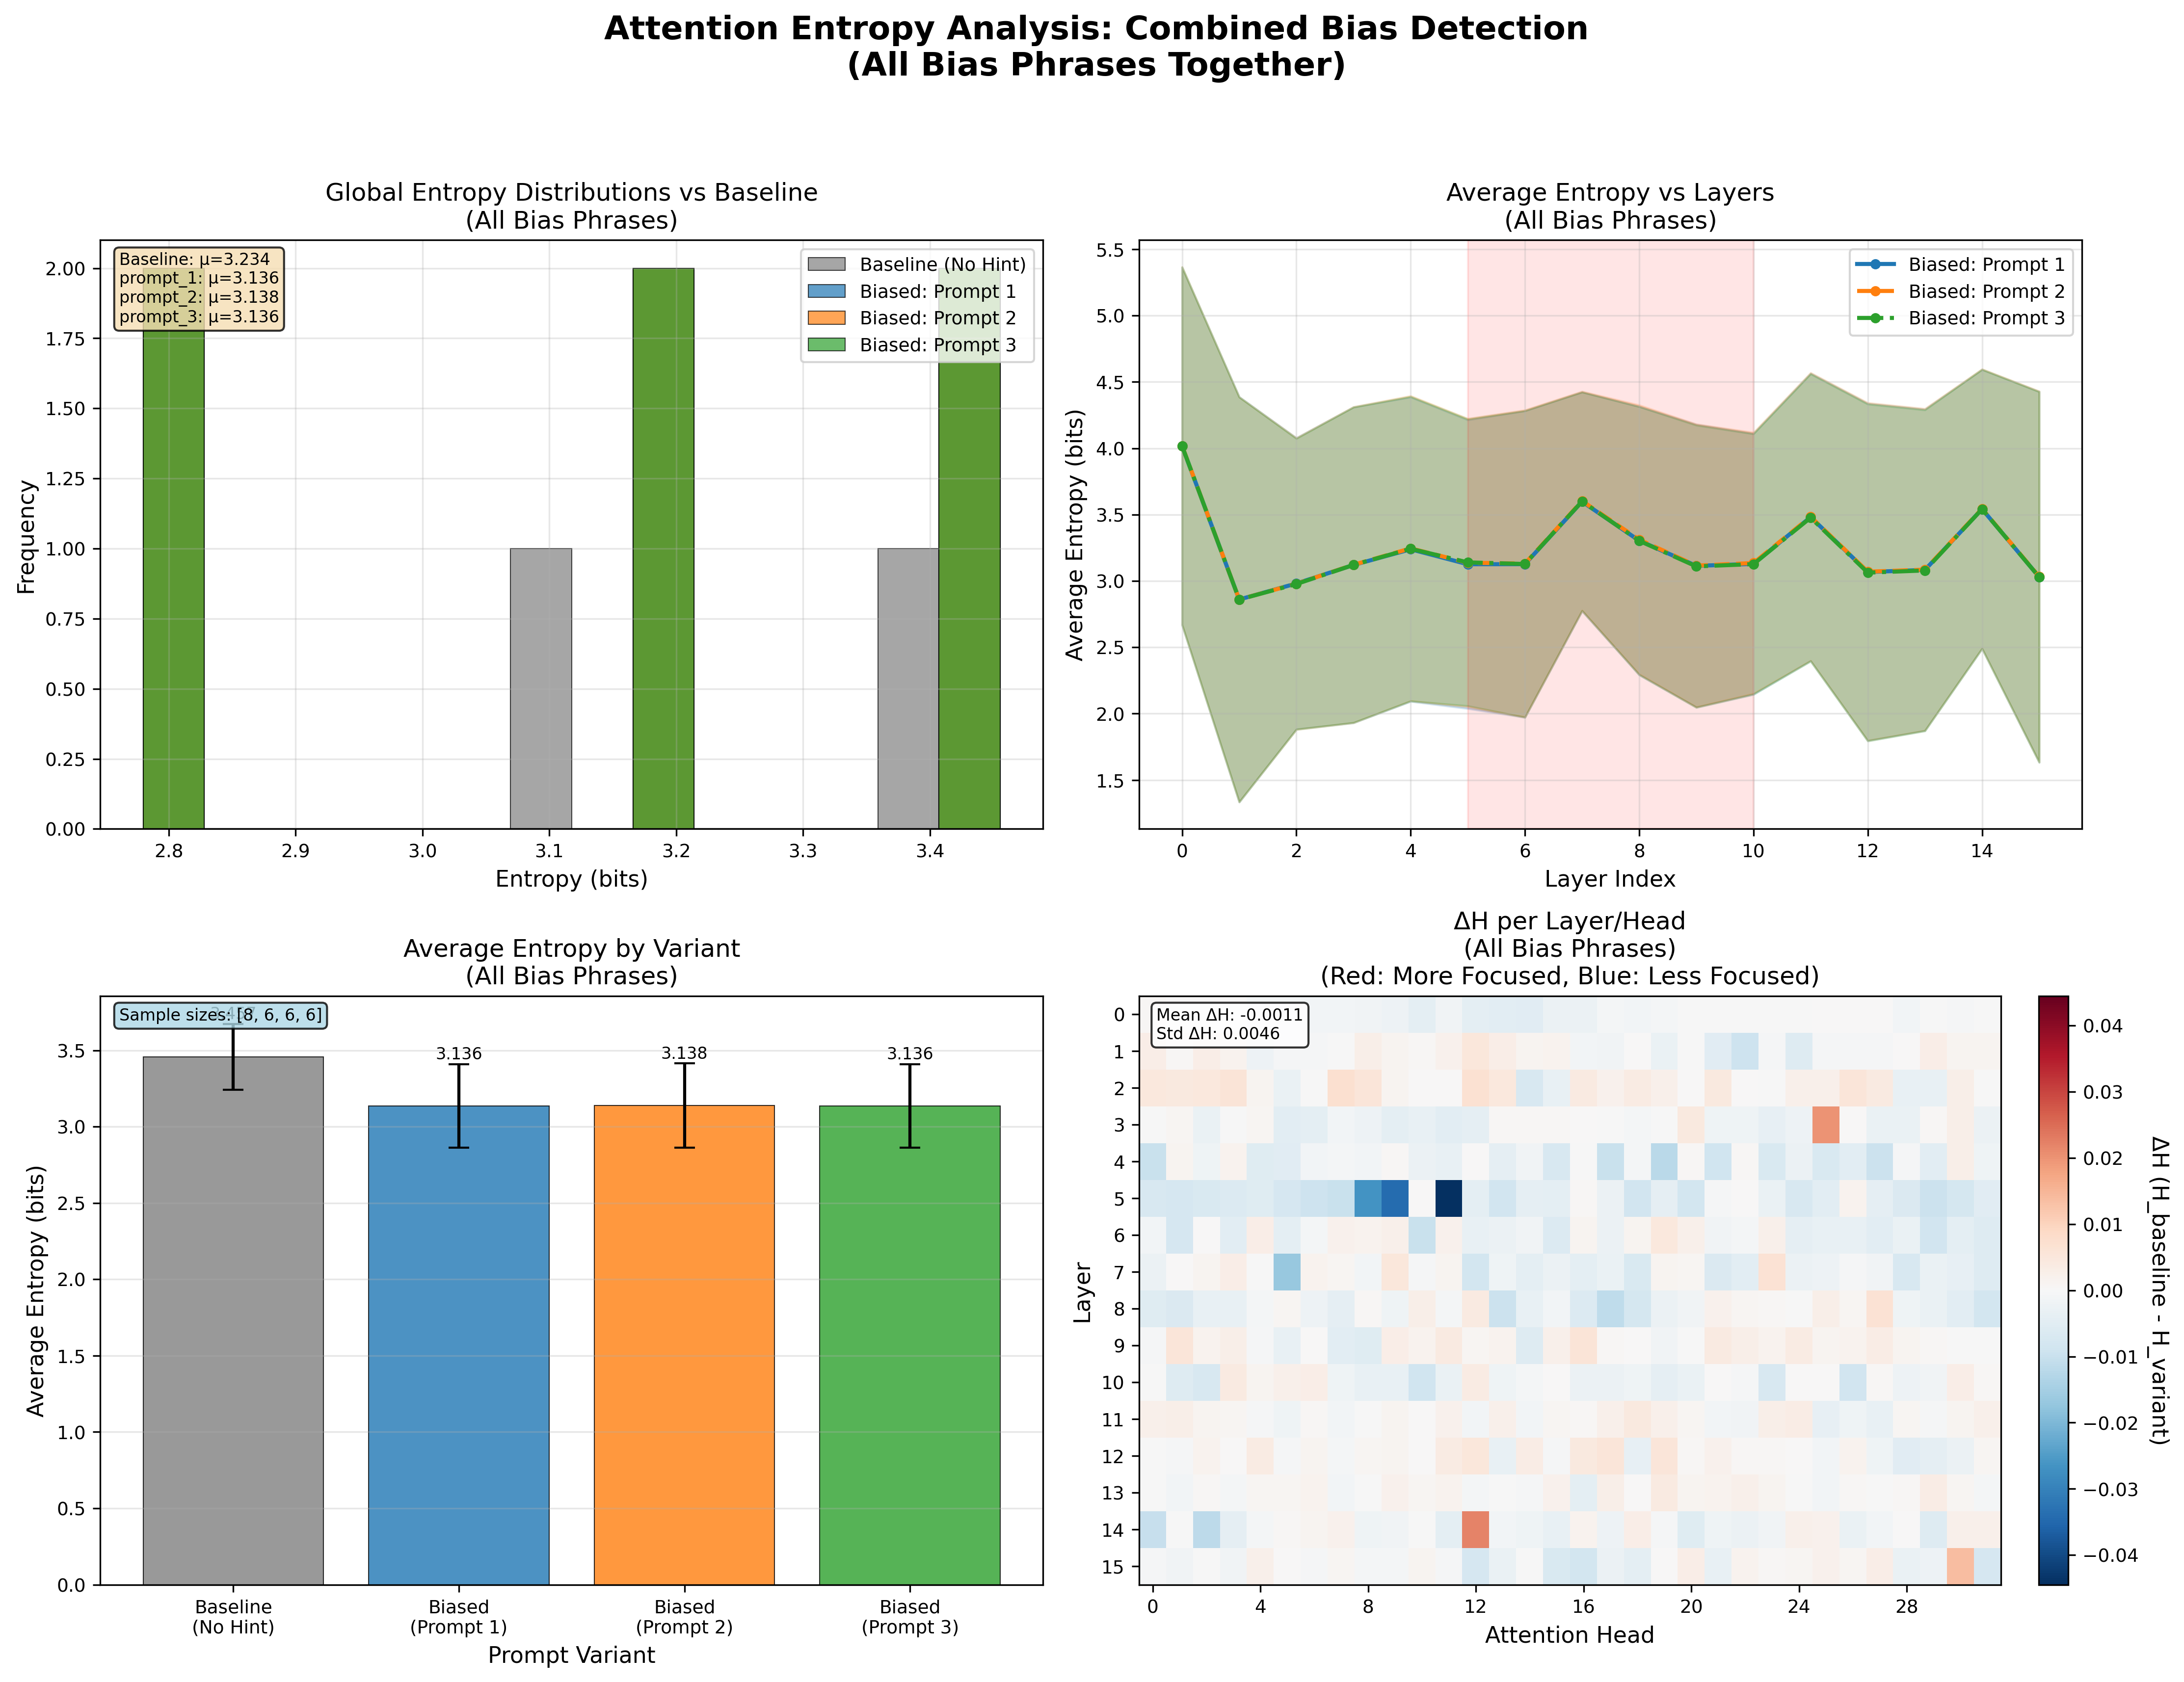 Attention Entropy Analysis: Combined Bias Detection
(All Bias Phrases Together)
Global Entropy Distributions vs Baseline
(All Bias Phrases)
Baseline: μ=3.234
prompt_1: μ=3.136
prompt_2: μ=3.138
prompt_3: μ=3.136
Baseline (No Hint)
Biased: Prompt 1
Biased: Prompt 2
Biased: Prompt 3
2.00
1.75
1.50
1.25
1.00
0.75
0.50
0.25
0.00
Frequency
2.8 2.9 3.0 3.1 3.2 3.3 3.4
Entropy (bits)
Average Entropy vs Layers
(All Bias Phrases)
Biased: Prompt 1
Biased: Prompt 2
Biased: Prompt 3
5.5
5.0
4.5
4.0
3.5
3.0
2.5
2.0
1.5
Average Entropy (bits)
0 2 4 6 8 10 12 14
Layer Index
Average Entropy by Variant
(All Bias Phrases)
Sample sizes: [8, 6, 6, 6]
3.136 3.138 3.136
3.5
3.0
2.5
2.0
1.5
1.0
0.5
0.0
Average Entropy (bits)
Baseline
(No Hint)
Biased
(Prompt 1)
Biased
(Prompt 2)
Biased
(Prompt 3)
Prompt Variant
ΔH per Layer/Head
(All Bias Phrases)
(Red: More Focused, Blue: Less Focused)
Mean ΔH: -0.0011
Std ΔH: 0.0046
0
1
2
3
4
5
6
7
8
9
10
11
12
13
14
15
Layer
0 4 8 12 16 20 24 28
Attention Head
0.04
0.03
0.02
0.01
0.00
−0.01
−0.02
−0.03
−0.04
ΔH (H_baseline - H_variant)